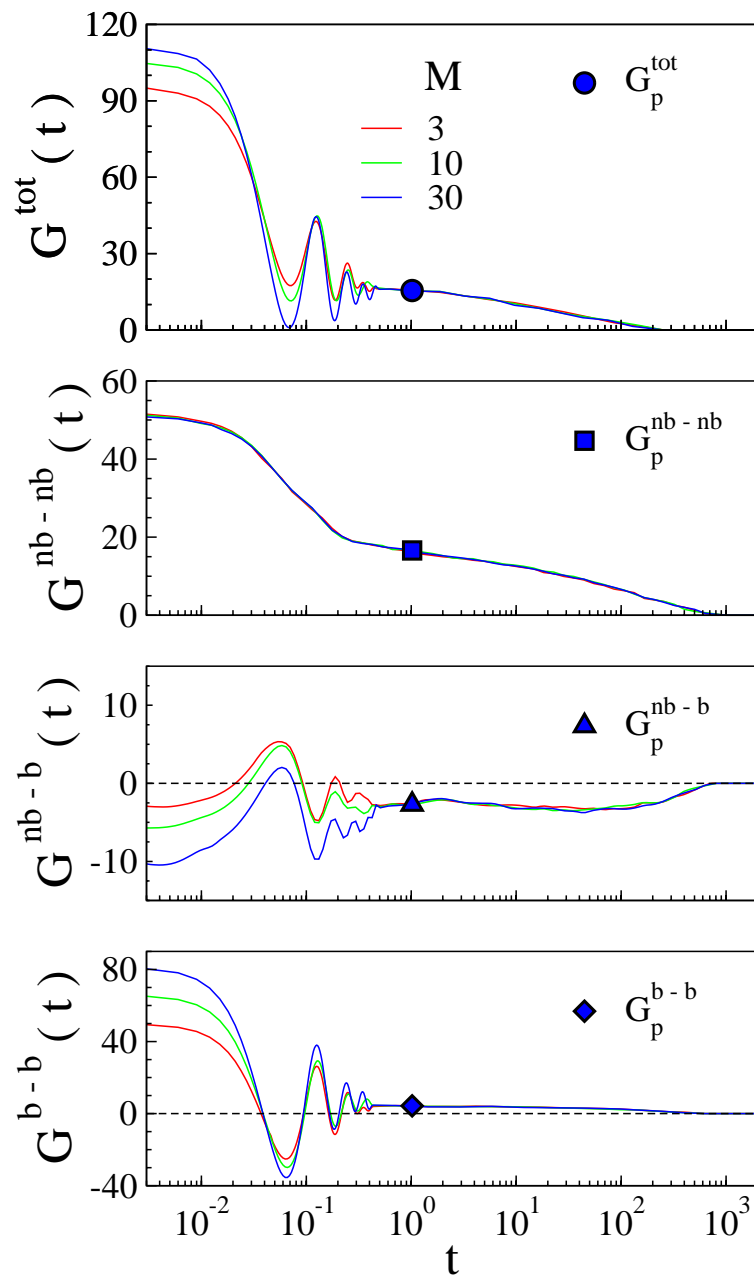 G^tot (t)
120
90
60
30
0
M
3
10
30
G_p^tot
G^nb - nb (t)
60
40
20
0
G_p^nb - nb
G^nb - b (t)
10
0
-10
G_p^nb - b
G^b - b (t)
80
40
0
-40
G_p^b - b
10^-2 10^-1 10^0 10^1 10^2 10^3
t